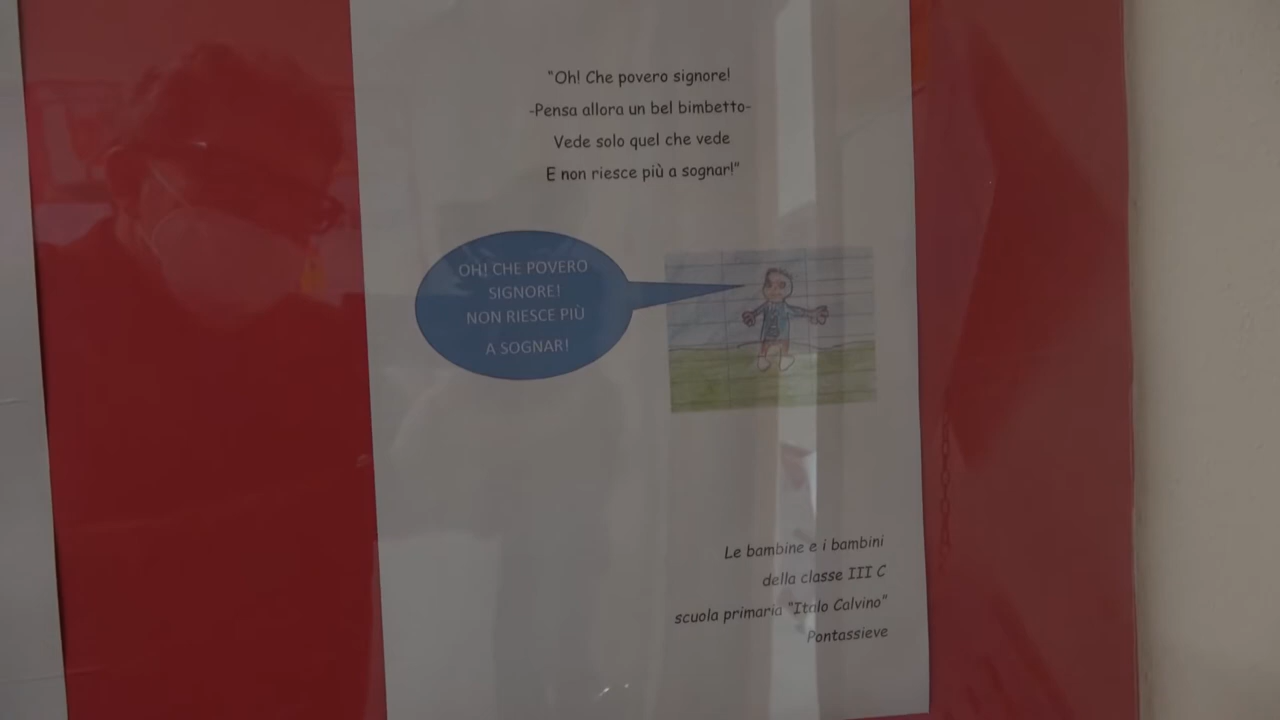 "Oh! Che povero signore!
-Pensa allora un bel bimbetto-
Vede solo quel che vede
E non riesce più a sognar!"
OH! CHE POVERO
SIGNORE!
NON RIESCE PIÙ
A SOGNAR!
Le bambine e i bambini
della classe III C
scuola primaria "Italo Calvino"
Pontassieve